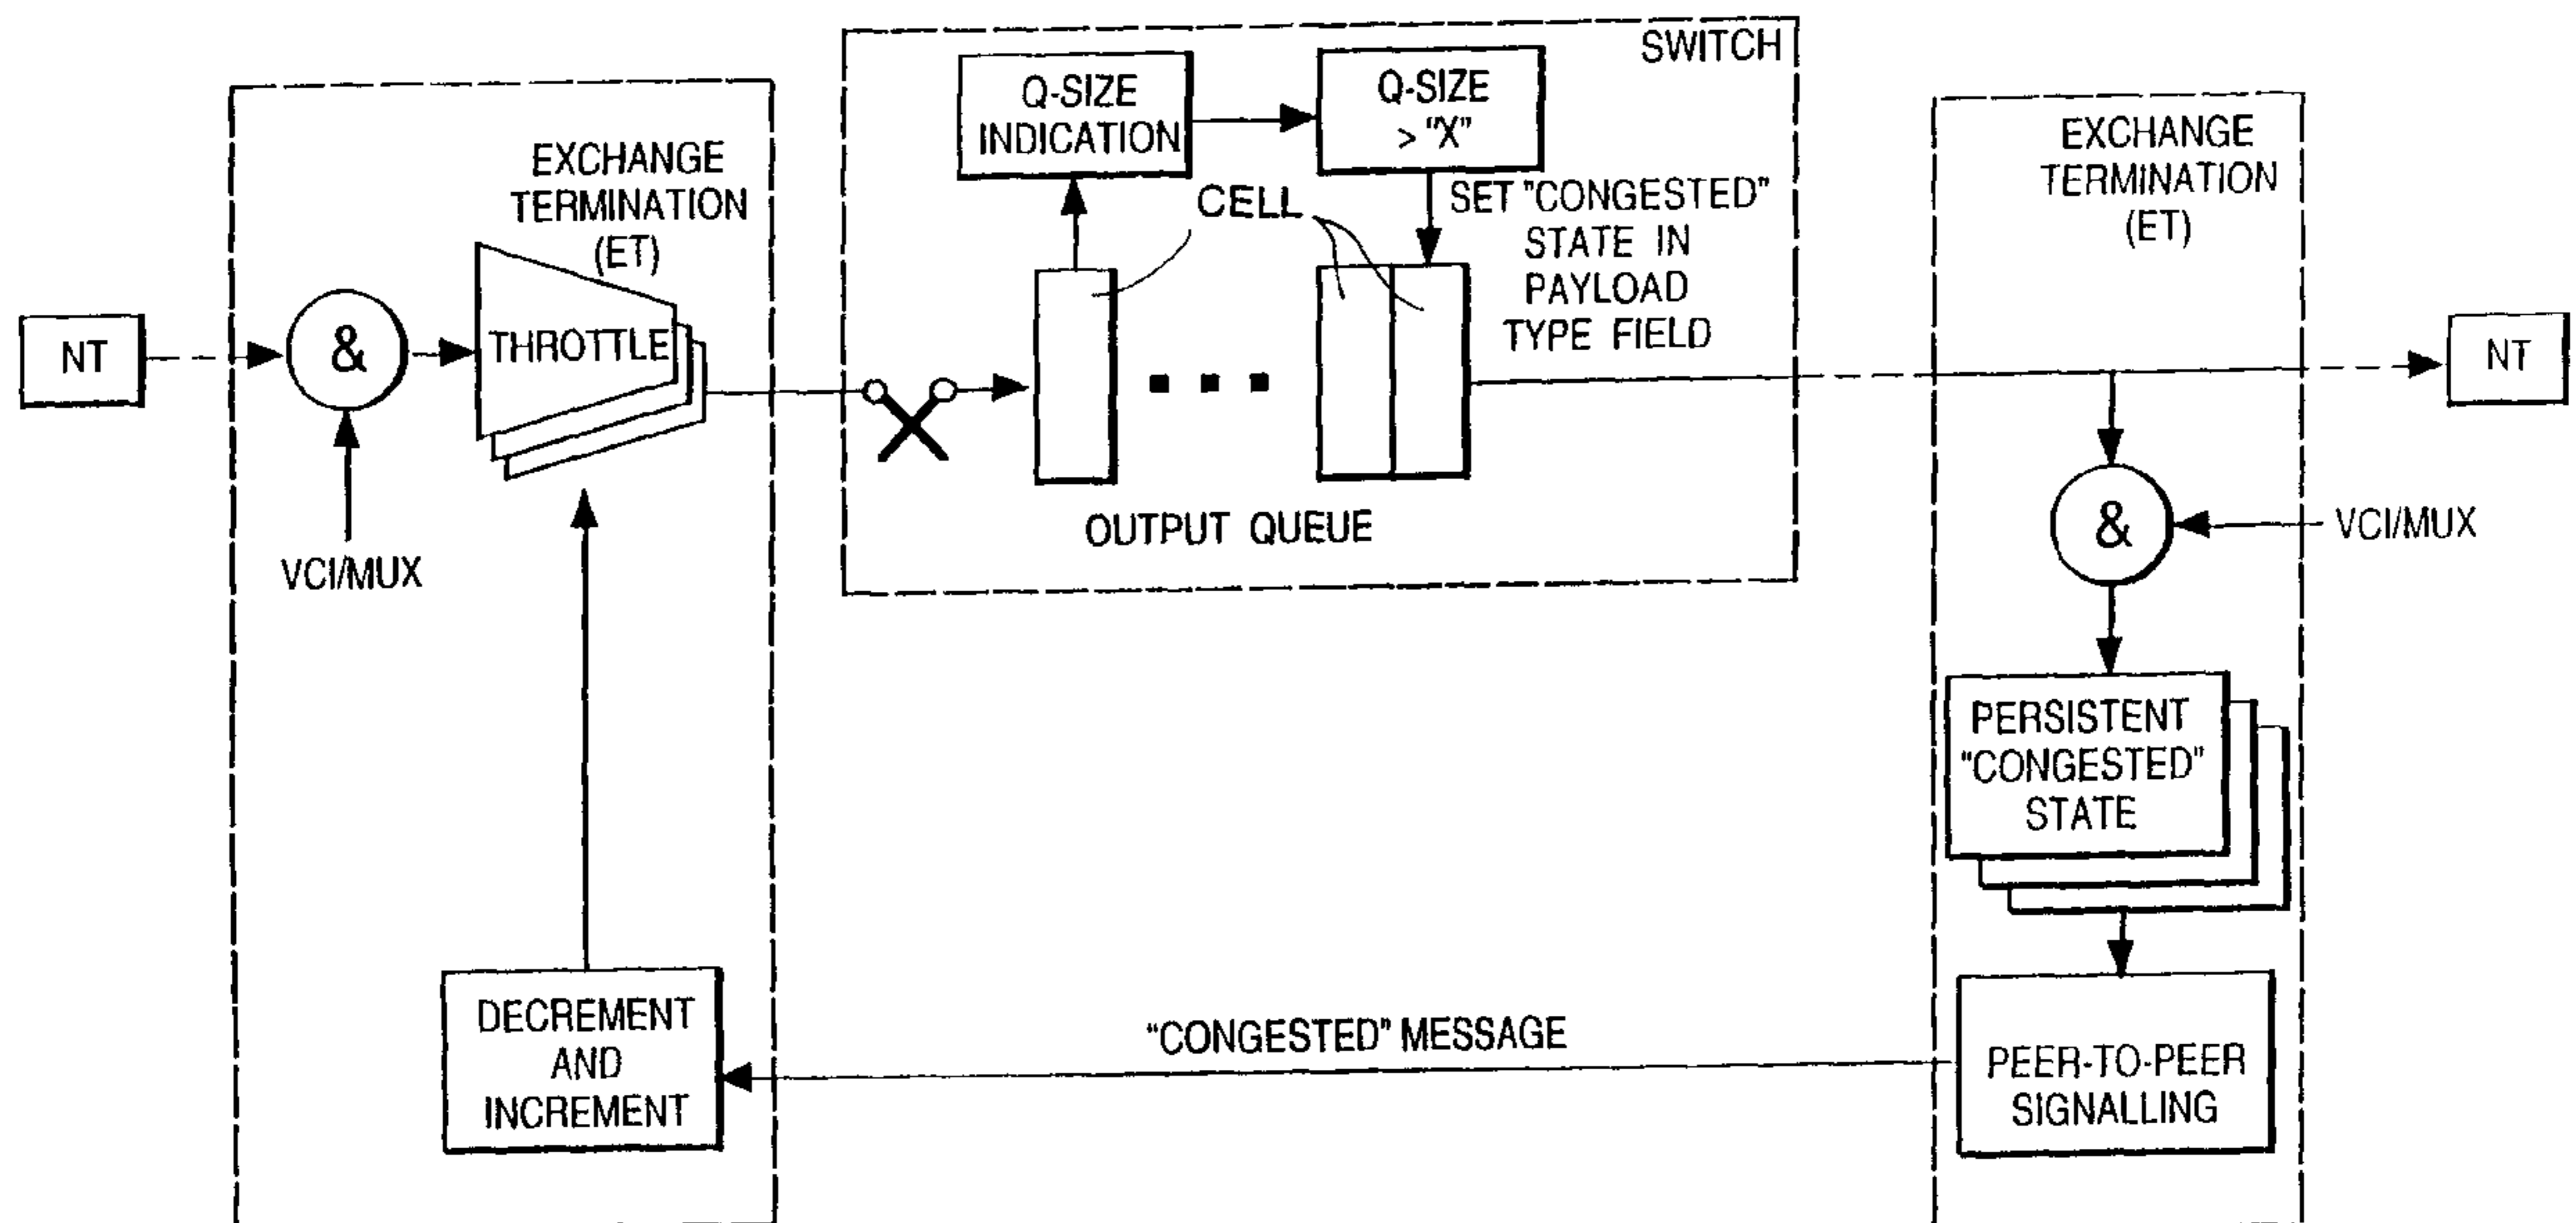 SWITCH
Q-SIZE
INDICATION
Q-SIZE
> "X"
EXCHANGE
TERMINATION
(ET)
EXCHANGE
TERMINATION
(ET)
CELL
SET "CONGESTED"
STATE IN
PAYLOAD
TYPE FIELD
NT
&
THROTTLE
NT
VCI/MUX
OUTPUT QUEUE
&
VCI/MUX
PERSISTENT
"CONGESTED"
STATE
DECREMENT
AND
INCREMENT
"CONGESTED" MESSAGE
PEER-TO-PEER
SIGNALLING